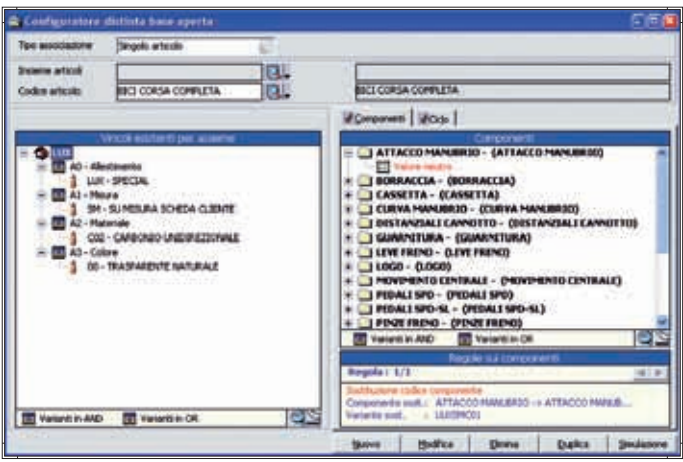 Configuratore distinta base aperta
Tipo associazione Singolo articolo
Insieme articoli
Codice articolo BICI CORSA COMPLETA BICI CORSA COMPLETA
Componenti Ciclo
Vincoli esistenti per insieme
LUX
A0 - Allestimento
LUX - SPECIAL
A1 - Misura
SM - SU MISURA SCHEDA CLIENTE
A2 - Materiale
C02 - CARBONIO UNIDIREZIONALE
A3 - Colore
00 - TRASPARENTE NATURALE
Varianti in AND Varianti in OR
Componenti
ATTACCO MANUBRIO - (ATTACCO MANUBRIO)
Valore neutro
BORRACCIA - (BORRACCIA)
CASSETTA - (CASSETTA)
CURVA MANUBRIO - (CURVA MANUBRIO)
DISTANZIALI CANNOTTO - (DISTANZIALI CANNOTTO)
GUARNITURA - (GUARNITURA)
LEVE FRENO - (LEVE FRENO)
LOGO - (LOGO)
MOVIMENTO CENTRALE - (MOVIMENTO CENTRALE)
PEDALI SPD - (PEDALI SPD)
PEDALI SPD-SL - (PEDALI SPD-SL)
PINZE FRENO - (PINZE FRENO)
Varianti in AND Varianti in OR
Regole sui componenti
Regola: 1/1
Sostituzione codice componente
Componente sost.: ATTACCO MANUBRIO -> ATTACCO MANUB...
Variante sost. :
Nuovo Modifica Elimina Duplica Simulazione